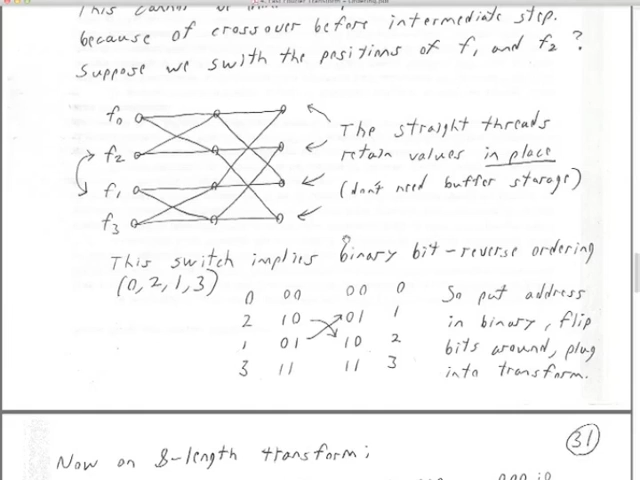 because of crossover before intermediate step.
Suppose we swith the positions of f1 and f2 ?
f0
f2
f1
f3
The straight threads
retain values in place
(don't need buffer storage)
This switch implies binary bit-reverse ordering
(0,2,1,3)
0 00 00 0
2 10 01 1
1 01 10 2
3 11 11 3
So put address
in binary, flip
bits around, plug
into transform.
31
Now on 8-length transform;